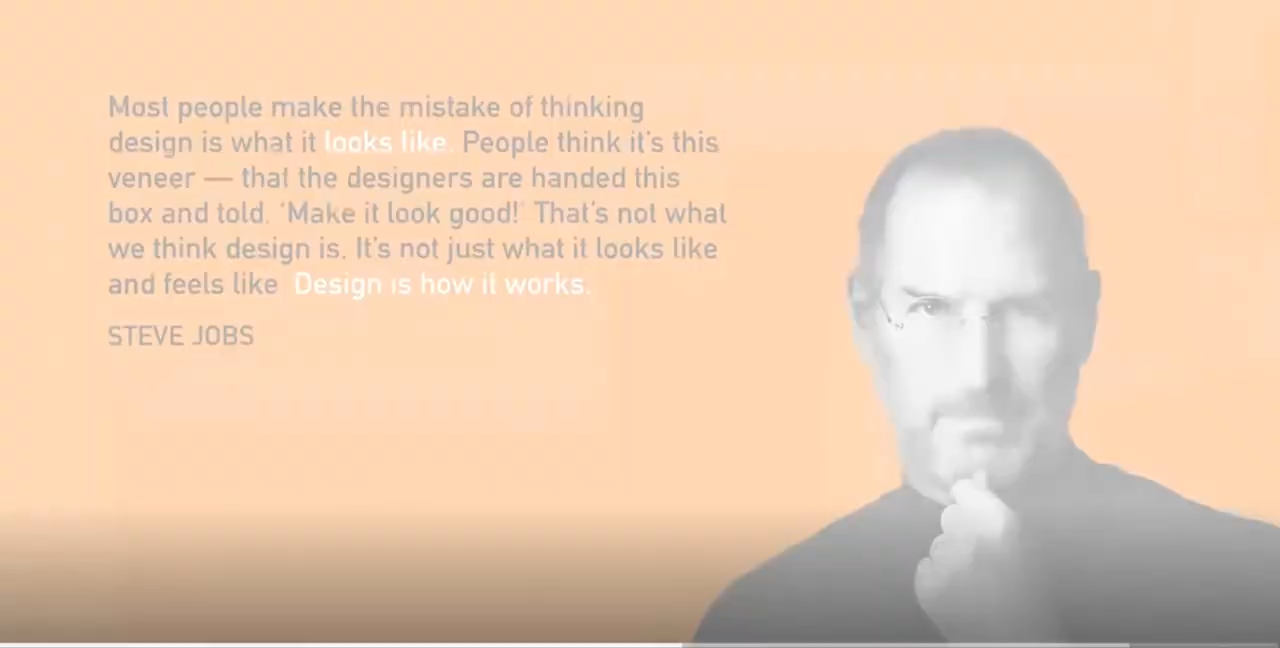 Most people make the mistake of thinking
design is what it looks like. People think it's this
veneer — that the designers are handed this
box and told, 'Make it look good!' That's not what
we think design is. It's not just what it looks like
and feels like. Design is how it works.
STEVE JOBS